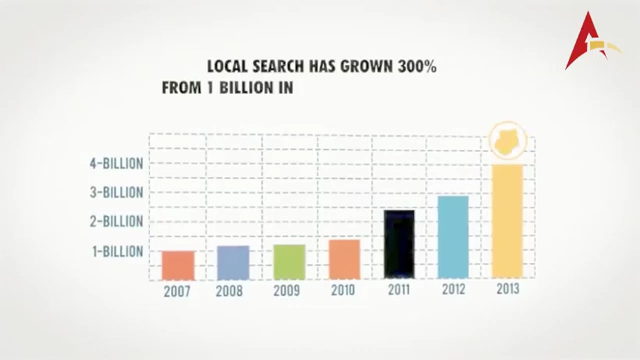 LOCAL SEARCH HAS GROWN 300%
FROM 1 BILLION IN
4-BILLION
3-BILLION
2-BILLION
1-BILLION
2007 2008 2009 2010 2011 2012 2013